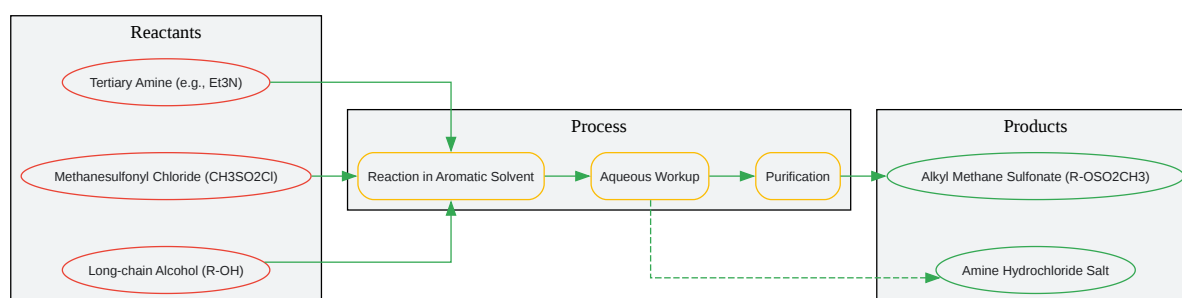 Reactants
Tertiary Amine (e.g., Et3N)
Methanesulfonyl Chloride (CH3SO2Cl)
Long-chain Alcohol (R-OH)
Process
Reaction in Aromatic Solvent
Aqueous Workup
Purification
Products
Alkyl Methane Sulfonate (R-OSO2CH3)
Amine Hydrochloride Salt